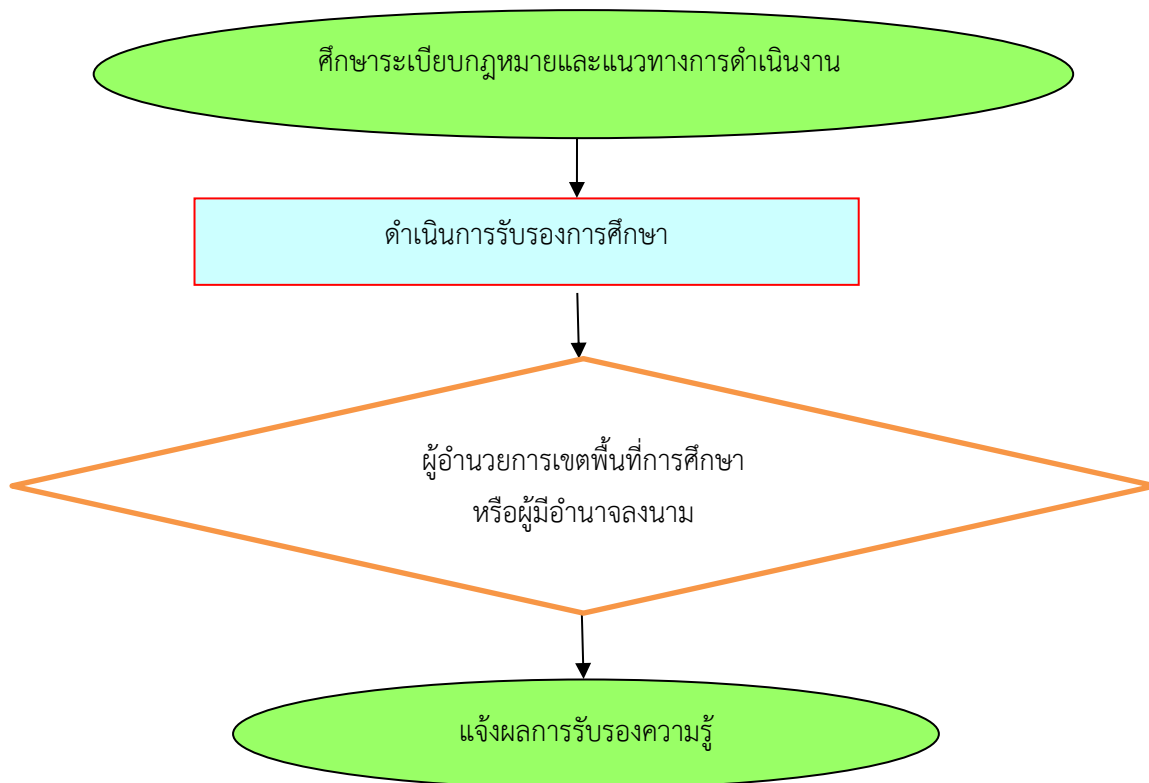 ศึกษาระเบียบกฎหมายและแนวทางการดำเนินงาน
ดำเนินการรับรองการศึกษา
ผู้อำนวยการเขตพื้นที่การศึกษา
หรือผู้มีอำนาจลงนาม
แจ้งผลการรับรองความรู้